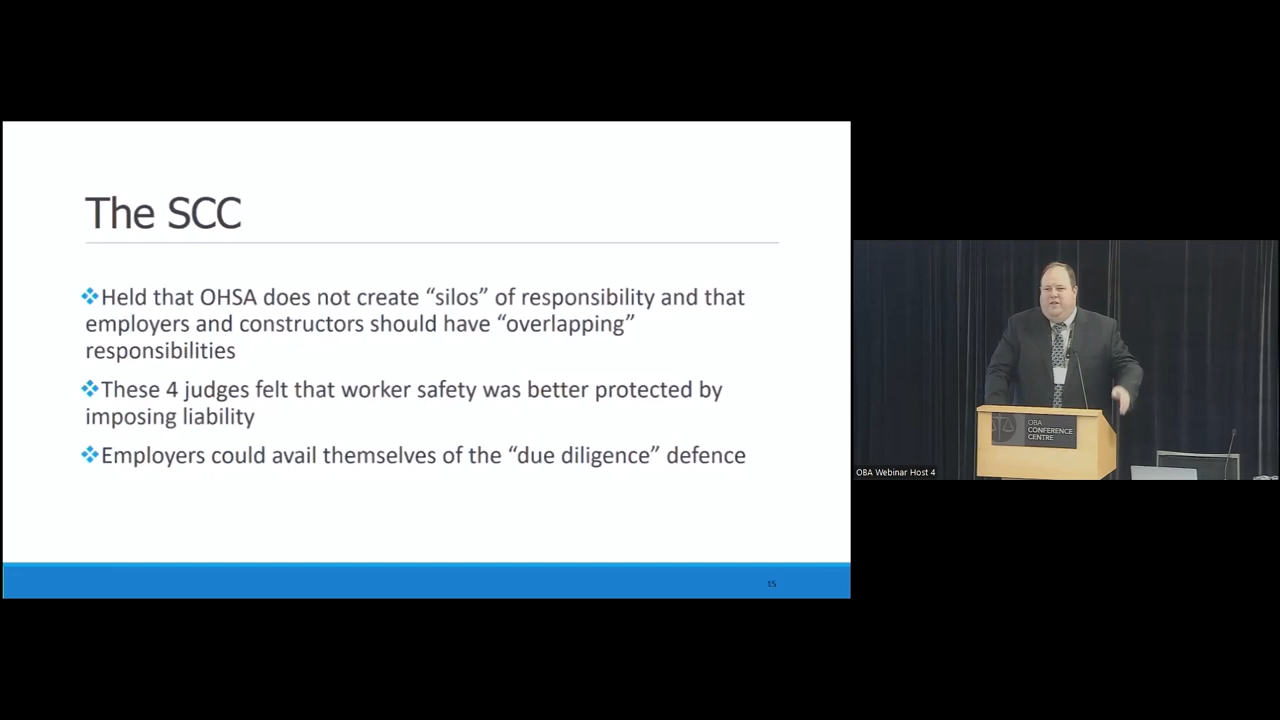 The SCC
❖Held that OHSA does not create “silos” of responsibility and that
employers and constructors should have “overlapping”
responsibilities
❖These 4 judges felt that worker safety was better protected by
imposing liability
❖Employers could avail themselves of the “due diligence” defence
15
OBA
CONFERENCE
CENTRE
OBA Webinar Host 4